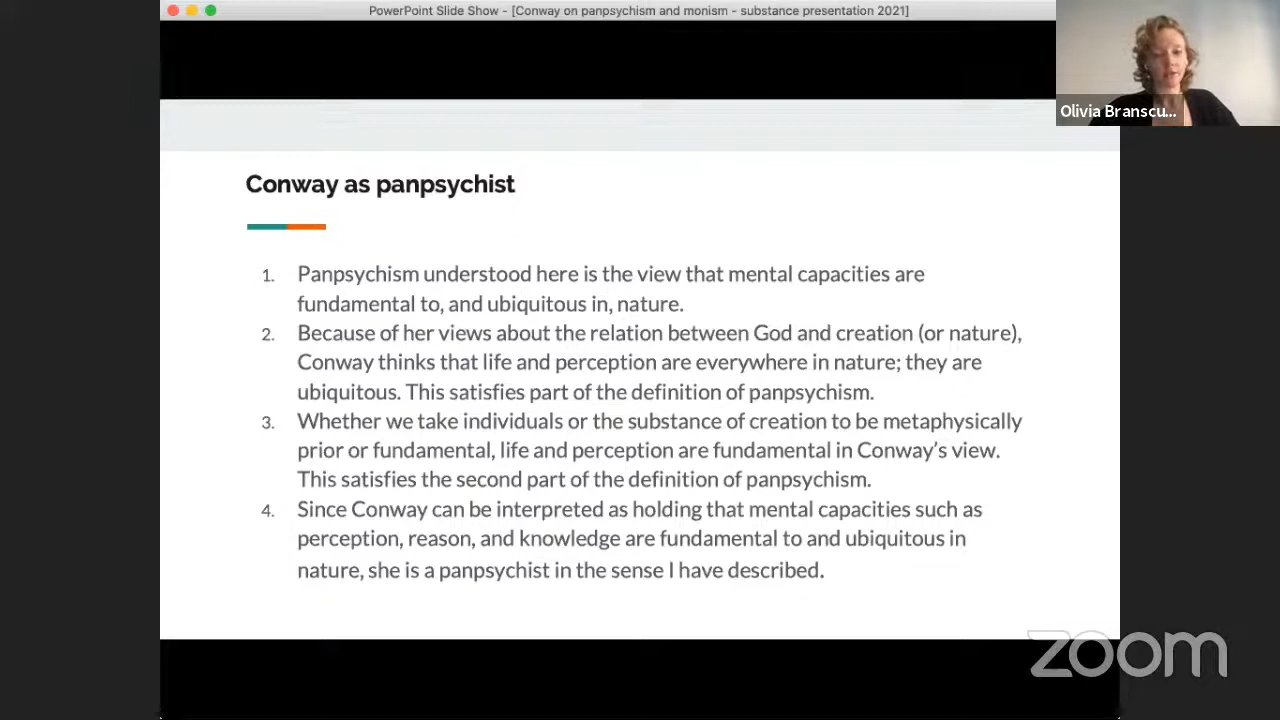 PowerPoint Slide Show - [Conway on panpsychism and monism - substance presentation 2021]
Olivia Branscu...
Conway as panpsychist
1. Panpsychism understood here is the view that mental capacities are
fundamental to, and ubiquitous in, nature.
2. Because of her views about the relation between God and creation (or nature),
Conway thinks that life and perception are everywhere in nature; they are
ubiquitous. This satisfies part of the definition of panpsychism.
3. Whether we take individuals or the substance of creation to be metaphysically
prior or fundamental, life and perception are fundamental in Conway's view.
This satisfies the second part of the definition of panpsychism.
4. Since Conway can be interpreted as holding that mental capacities such as
perception, reason, and knowledge are fundamental to and ubiquitous in
nature, she is a panpsychist in the sense I have described.
zoom